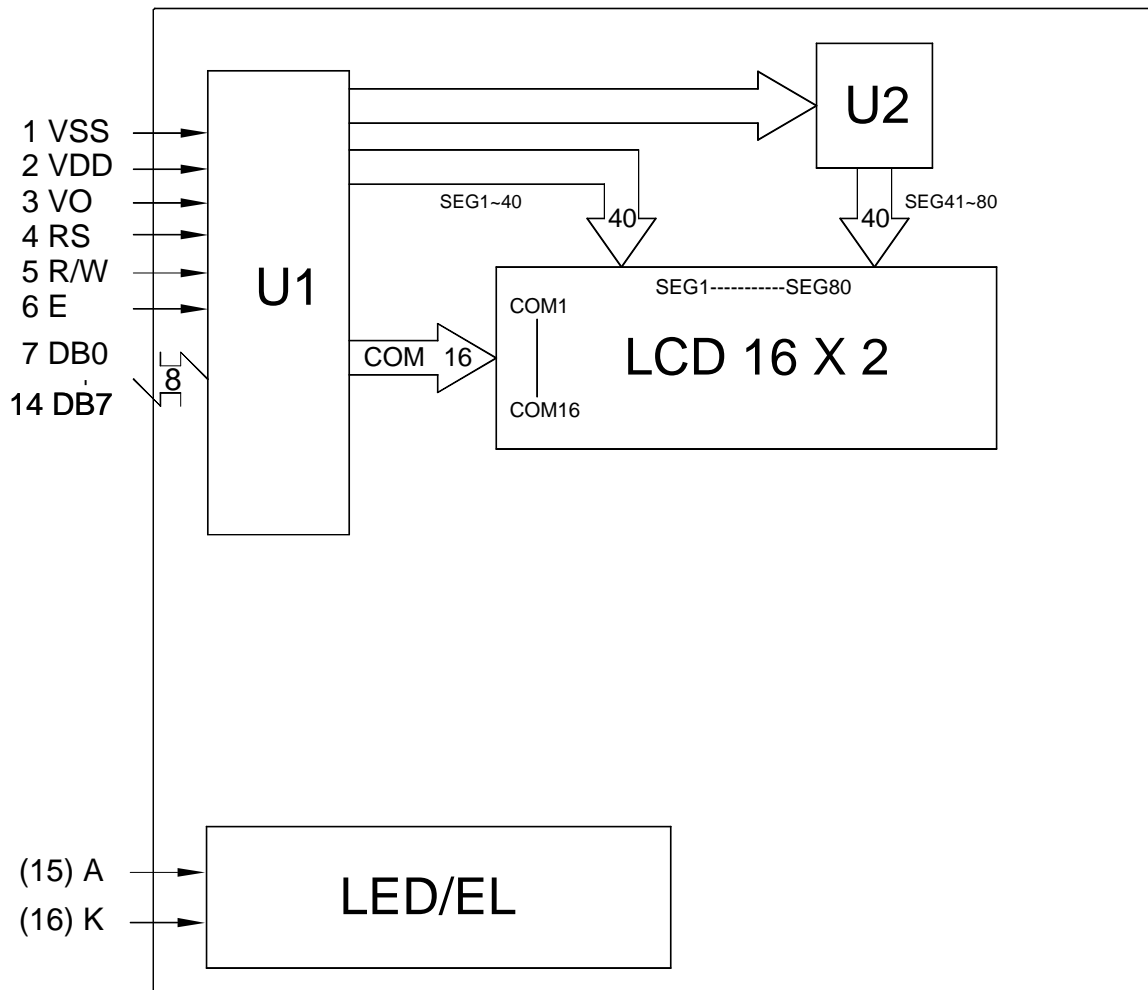 1 VSS
2 VDD
3 VO
4 RS
5 R/W
6 E
7 DB0
14 DB7
8
U1
U2
SEG1~40
40
40
SEG41~80
SEG1-----------SEG80
COM1
COM16
COM 16
LCD 16 X 2
(15) A
(16) K
LED/EL